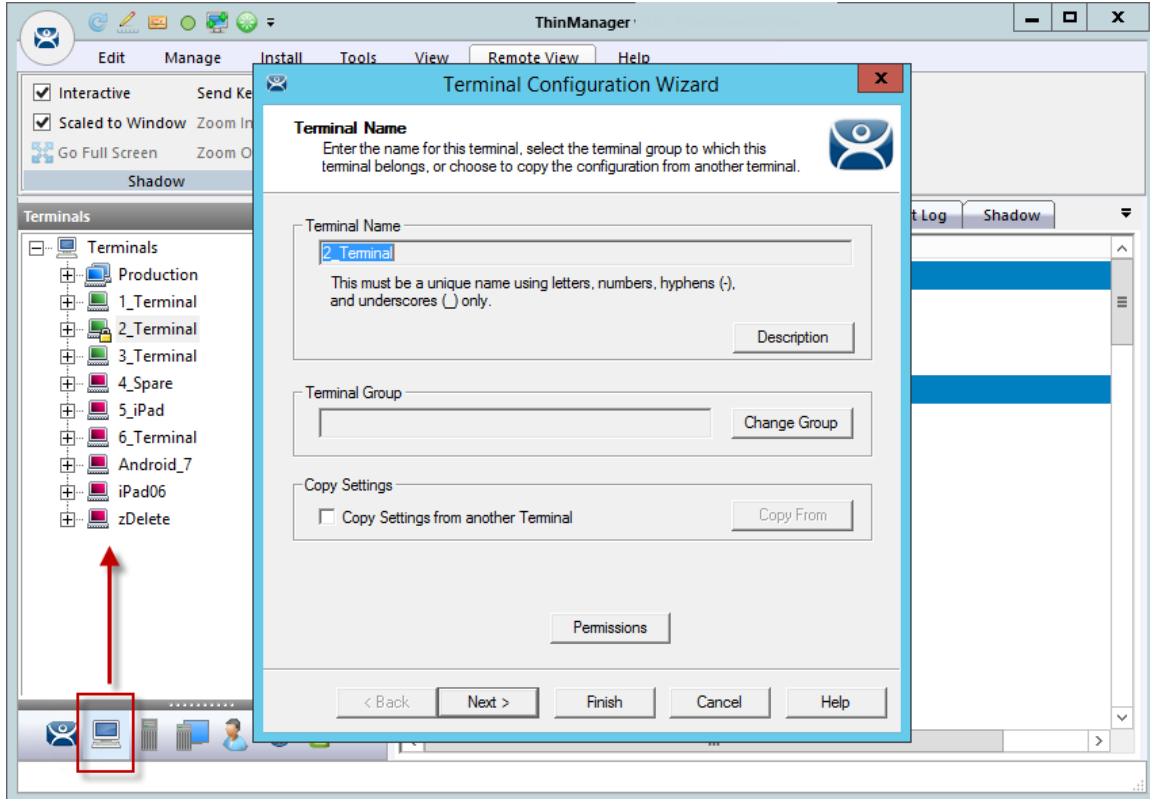 ThinManager
Edit Manage Install Tools View Remote View Help
Interactive Send Ke
Scaled to Window Zoom In
Go Full Screen Zoom O
Shadow
Terminal Configuration Wizard
X
Terminal Name
Enter the name for this terminal, select the terminal group to which this
terminal belongs, or choose to copy the configuration from another terminal.
Terminals
t Log Shadow
Terminals
Production
1_Terminal
2_Terminal
3_Terminal
4_Spare
5_iPad
6_Terminal
Android_7
iPad06
zDelete
Terminal Name
2_Terminal
This must be a unique name using letters, numbers, hyphens (-),
and underscores (_) only.
Description
Terminal Group
Change Group
Copy Settings
Copy Settings from another Terminal
Copy From
Permissions
< Back Next > Finish Cancel Help